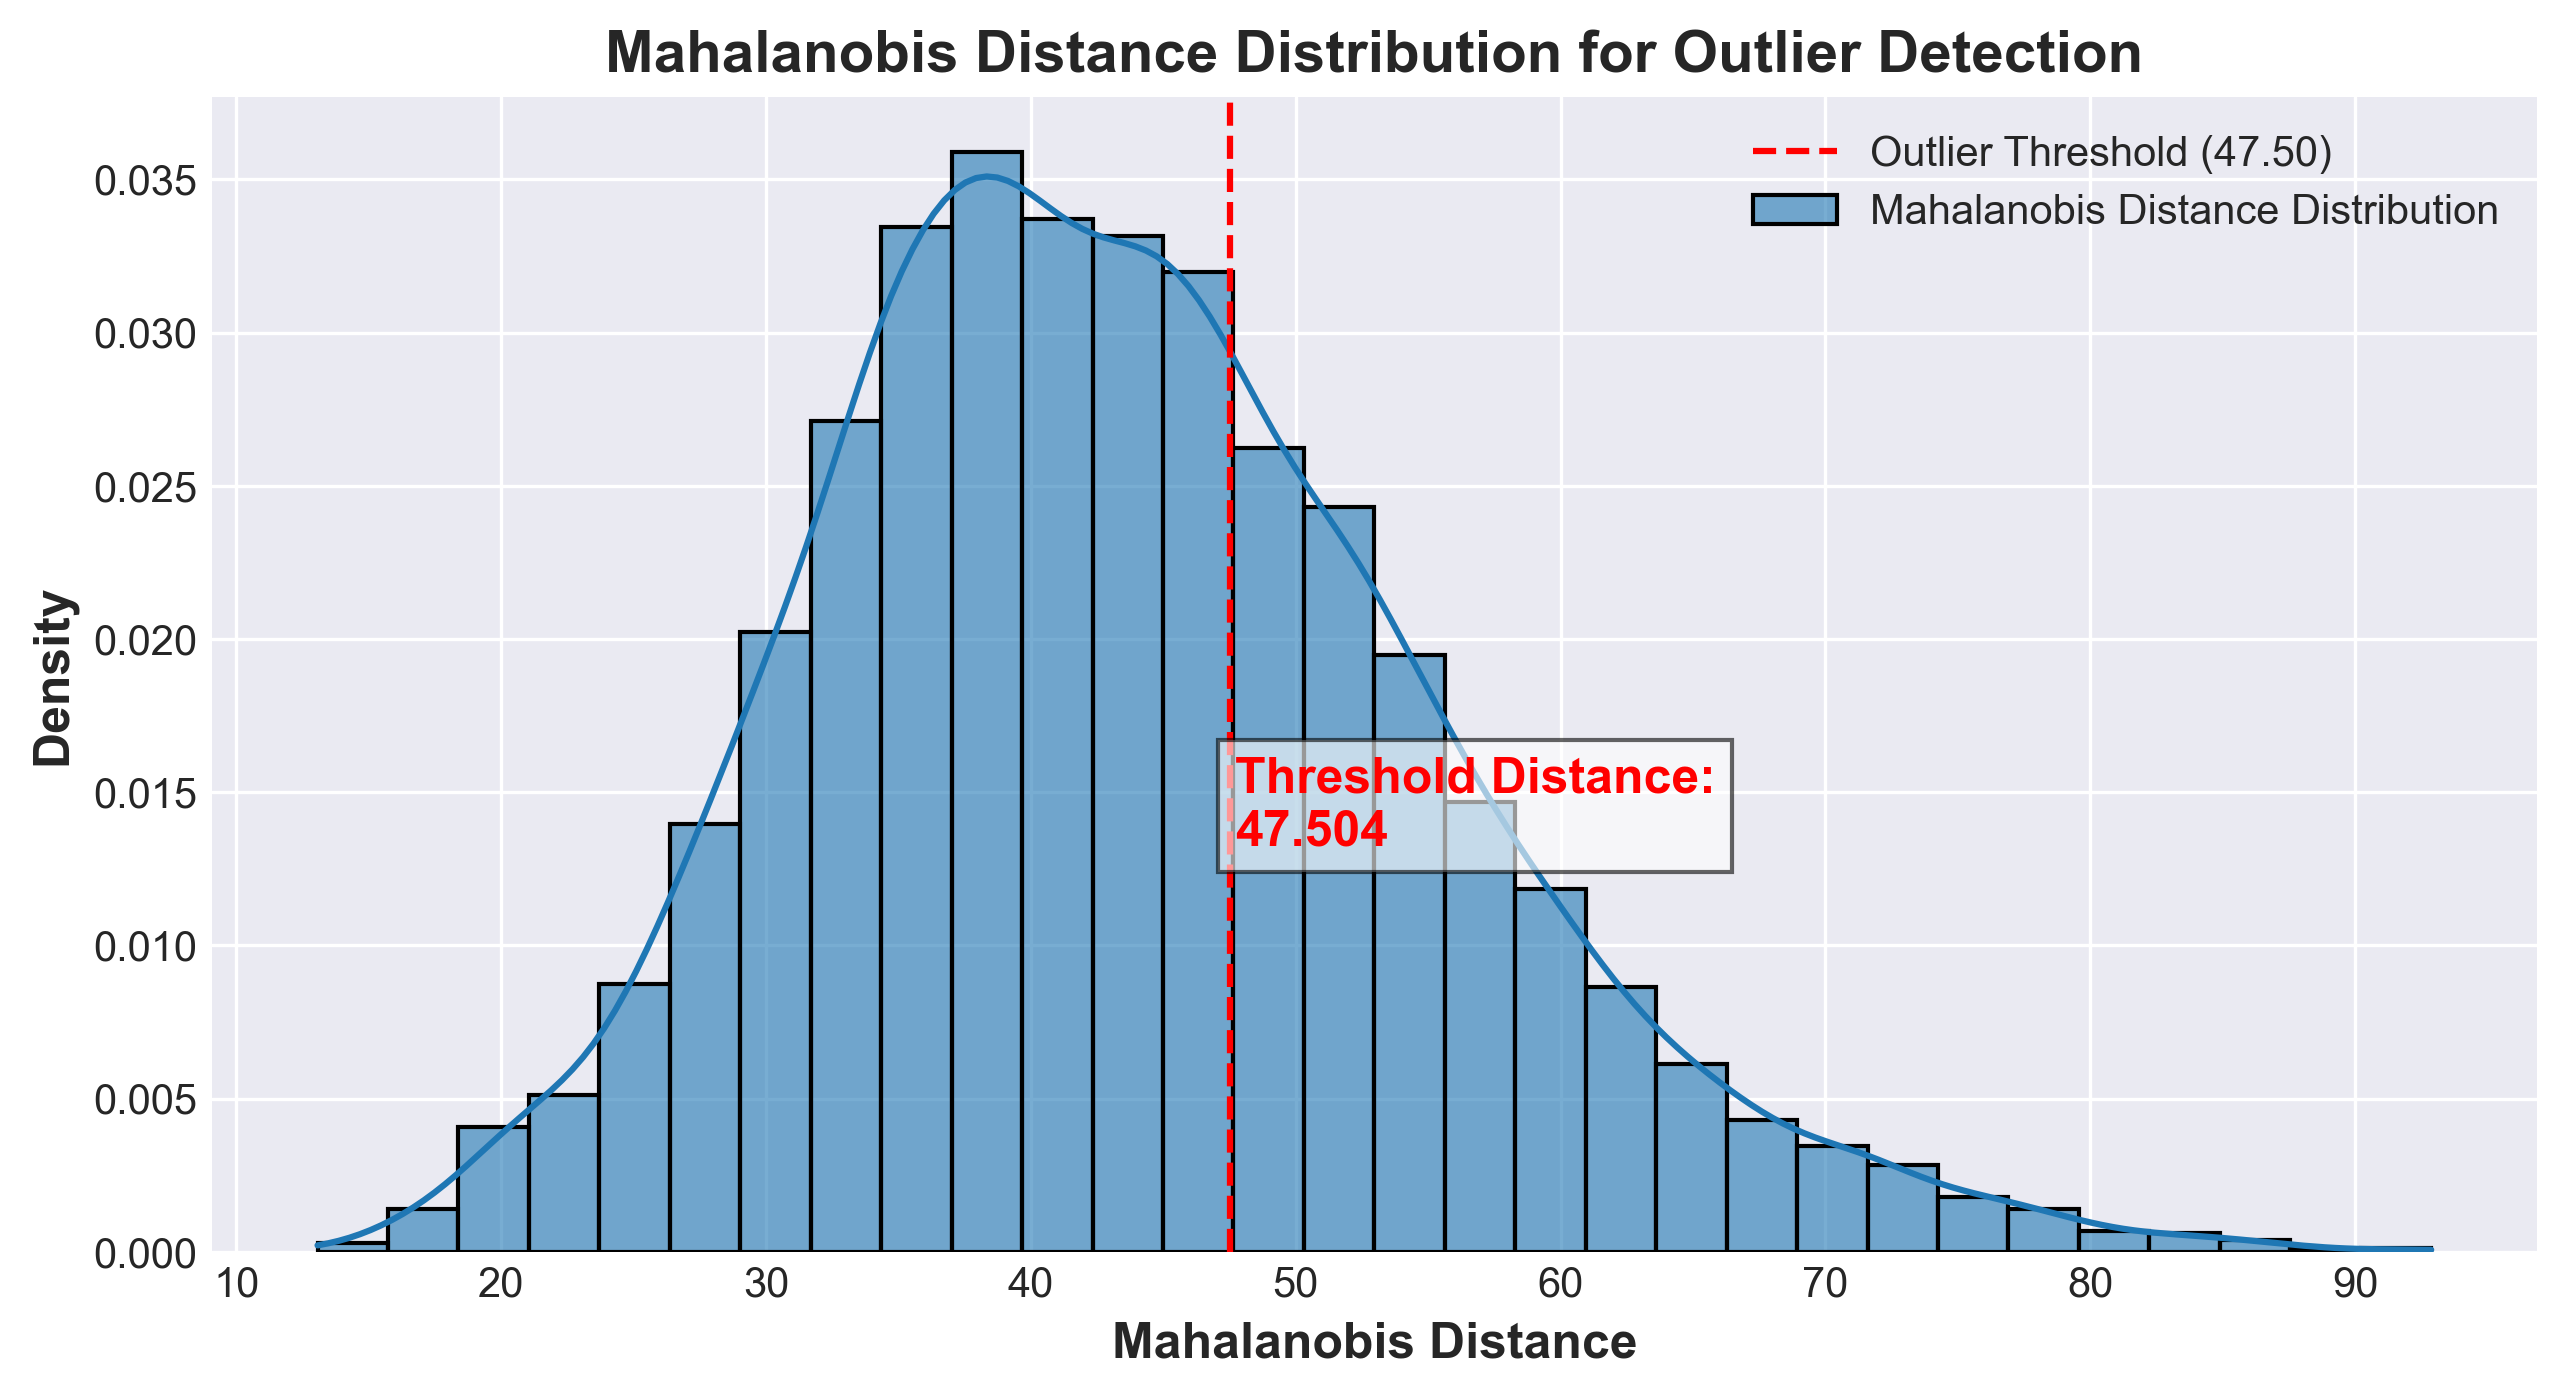 Mahalanobis Distance Distribution for Outlier Detection
Outlier Threshold (47.50)
Mahalanobis Distance Distribution
0.035
0.030
0.025
0.020
0.015
0.010
0.005
0.000
Density
Threshold Distance:
47.504
10 20 30 40 50 60 70 80 90
Mahalanobis Distance